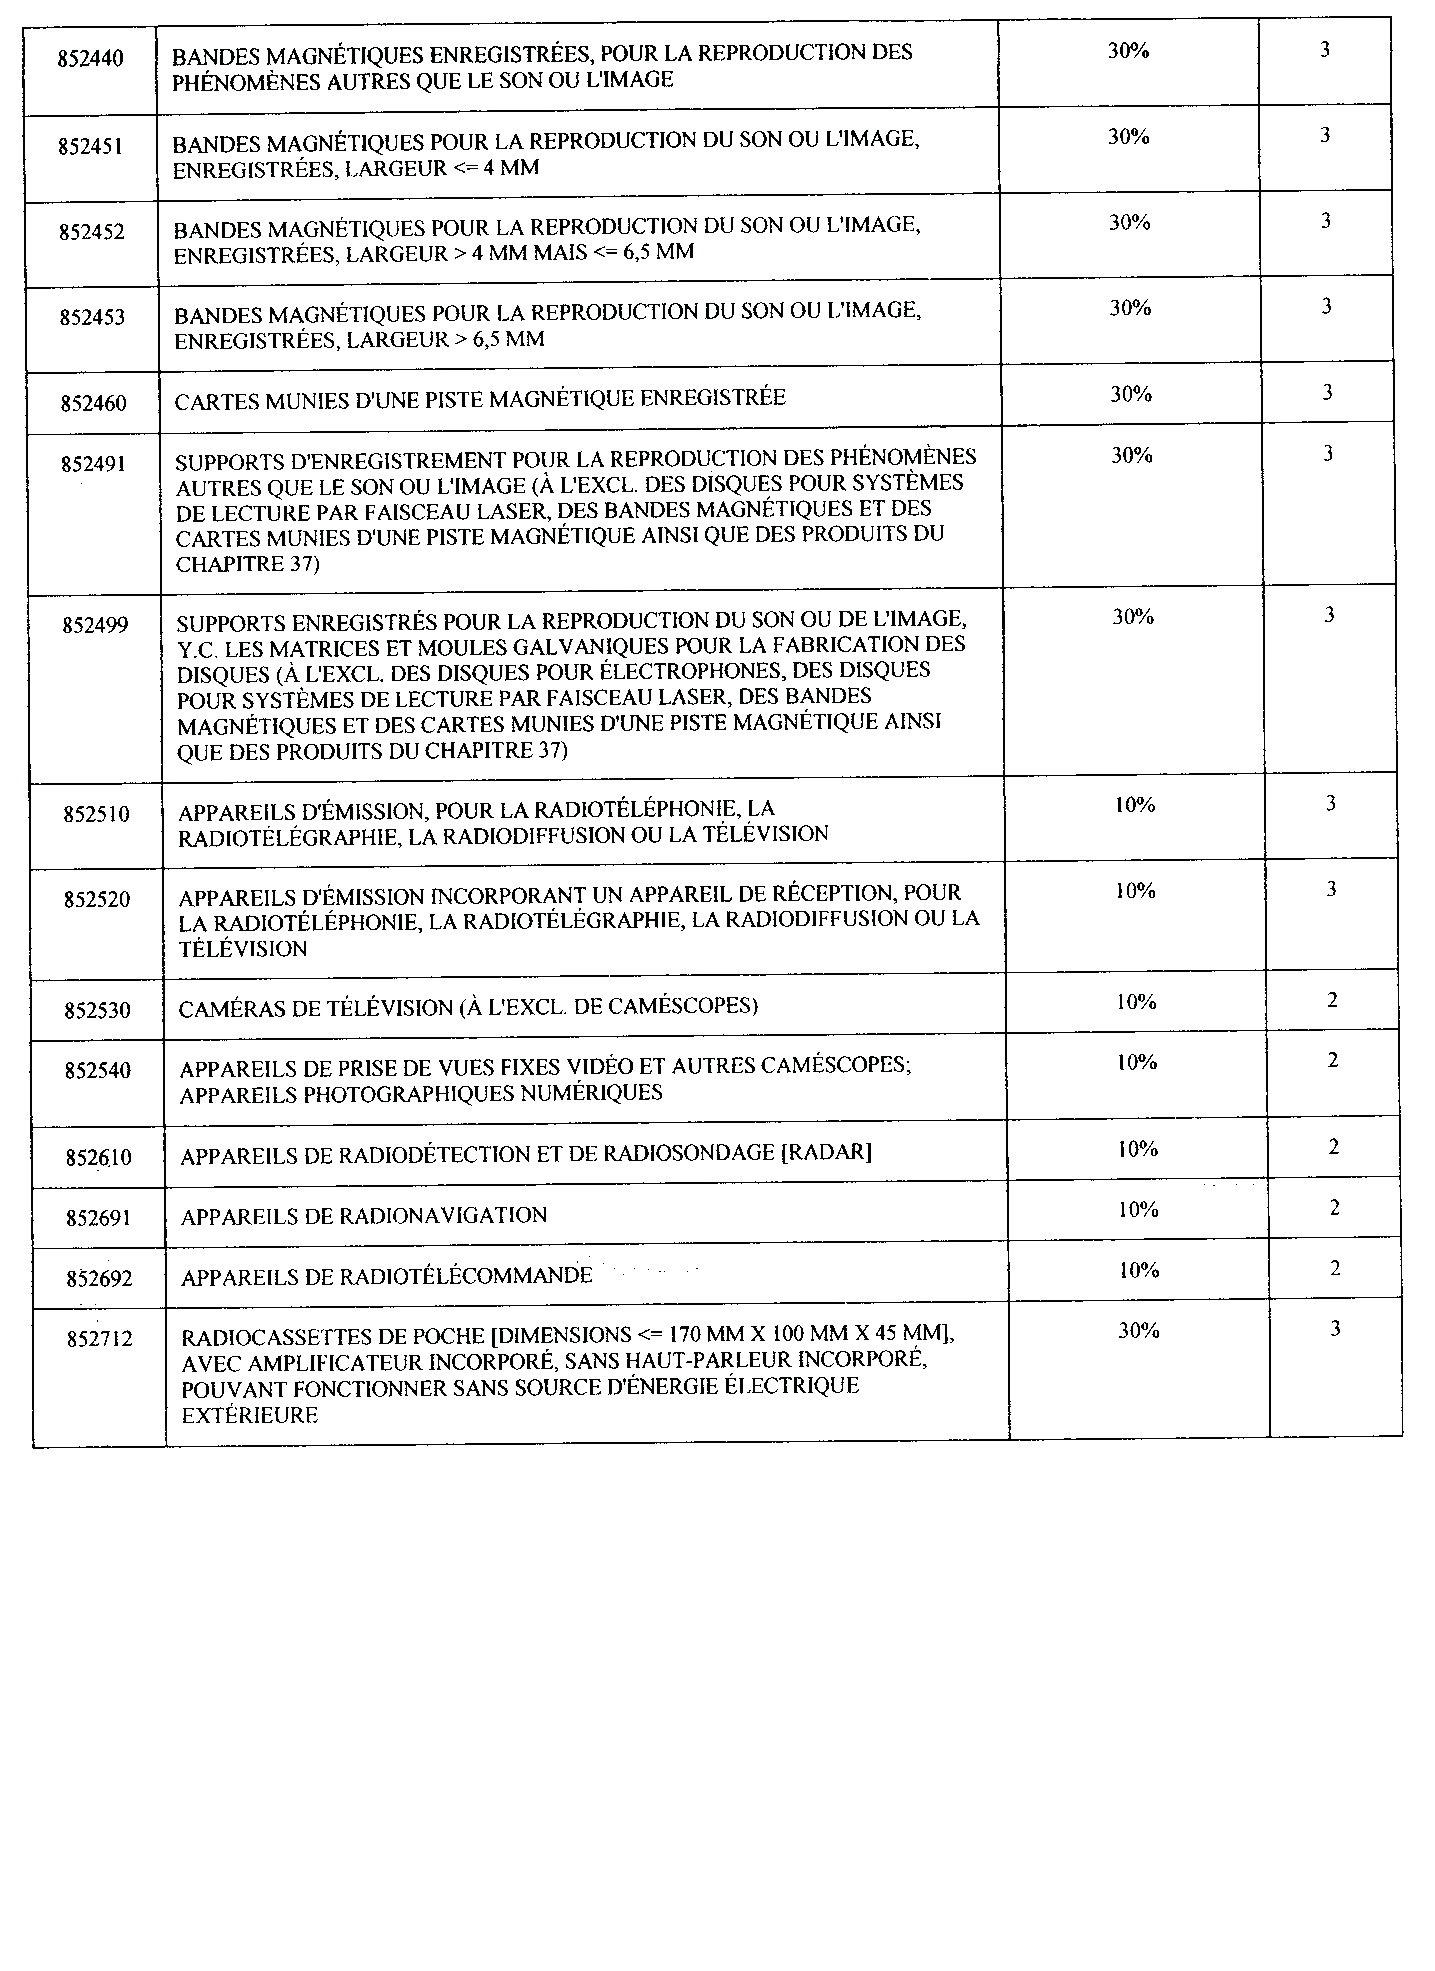 852440 BANDES MAGNÉTIQUES ENREGISTRÉES, POUR LA REPRODUCTION DES 30% 3
PHÉNOMÈNES AUTRES QUE LE SON OU L'IMAGE
852451 BANDES MAGNÉTIQUES POUR LA REPRODUCTION DU SON OU L'IMAGE, 30% 3
ENREGISTRÉES, LARGEUR <= 4 MM
852452 BANDES MAGNÉTIQUES POUR LA REPRODUCTION DU SON OU L'IMAGE, 30% 3
ENREGISTRÉES, LARGEUR > 4 MM MAIS <= 6,5 MM
852453 BANDES MAGNÉTIQUES POUR LA REPRODUCTION DU SON OU L'IMAGE, 30% 3
ENREGISTRÉES, LARGEUR > 6,5 MM
852460 CARTES MUNIES D'UNE PISTE MAGNÉTIQUE ENREGISTRÉE 30% 3
852491 SUPPORTS D'ENREGISTREMENT POUR LA REPRODUCTION DES PHÉNOMÈNES 30% 3
AUTRES QUE LE SON OU L'IMAGE (À L'EXCL. DES DISQUES POUR SYSTÈMES
DE LECTURE PAR FAISCEAU LASER, DES BANDES MAGNÉTIQUES ET DES
CARTES MUNIES D'UNE PISTE MAGNÉTIQUE AINSI QUE DES PRODUITS DU
CHAPITRE 37)
852499 SUPPORTS ENREGISTRÉS POUR LA REPRODUCTION DU SON OU DE L'IMAGE, 30% 3
Y.C. LES MATRICES ET MOULES GALVANIQUES POUR LA FABRICATION DES
DISQUES (À L'EXCL. DES DISQUES POUR ÉLECTROPHONES, DES DISQUES
POUR SYSTÈMES DE LECTURE PAR FAISCEAU LASER, DES BANDES
MAGNÉTIQUES ET DES CARTES MUNIES D'UNE PISTE MAGNÉTIQUE AINSI
QUE DES PRODUITS DU CHAPITRE 37)
852510 APPAREILS D'ÉMISSION, POUR LA RADIOTÉLÉPHONIE, LA 10% 3
RADIOTÉLÉGRAPHIE, LA RADIODIFFUSION OU LA TÉLÉVISION
852520 APPAREILS D'ÉMISSION INCORPORANT UN APPAREIL DE RÉCEPTION, POUR 10% 3
LA RADIOTÉLÉPHONIE, LA RADIOTÉLÉGRAPHIE, LA RADIODIFFUSION OU LA
TÉLÉVISION
852530 CAMÉRAS DE TÉLÉVISION (À L'EXCL. DE CAMÉSCOPES) 10% 2
852540 APPAREILS DE PRISE DE VUES FIXES VIDÉO ET AUTRES CAMÉSCOPES; 10% 2
APPAREILS PHOTOGRAPHIQUES NUMÉRIQUES
852610 APPAREILS DE RADIODÉTECTION ET DE RADIOSONDAGE [RADAR] 10% 2
852691 APPAREILS DE RADIONAVIGATION 10% 2
852692 APPAREILS DE RADIOTÉLÉCOMMANDE 10% 2
852712 RADIOCASSETTES DE POCHE [DIMENSIONS <= 170 MM X 100 MM X 45 MM], 30% 3
AVEC AMPLIFICATEUR INCORPORÉ, SANS HAUT-PARLEUR INCORPORÉ,
POUVANT FONCTIONNER SANS SOURCE D'ÉNERGIE ÉLECTRIQUE
EXTÉRIEURE